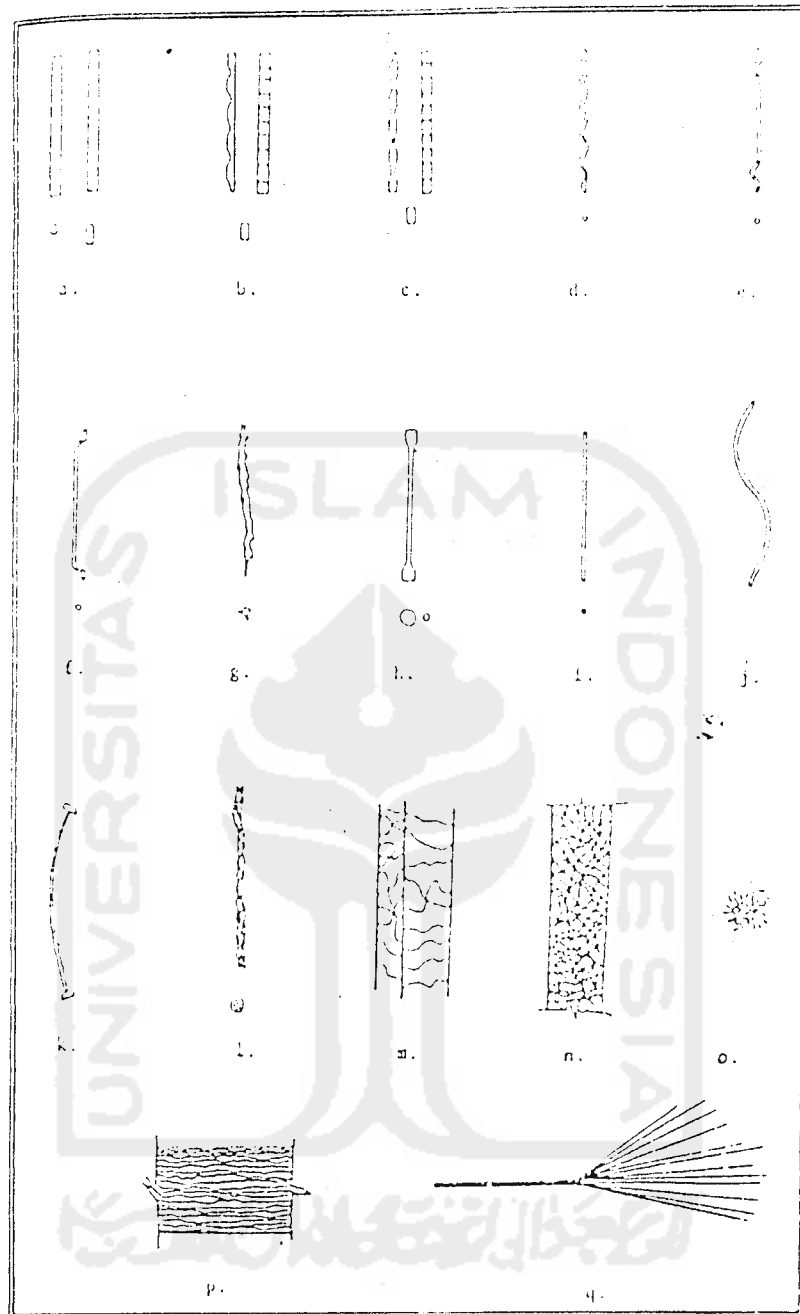 a. b. c. d. e.
UNIVERSITAS ISLAM INDONESIA
f. g. h. i. j.
l. m. n. o.
p. q.